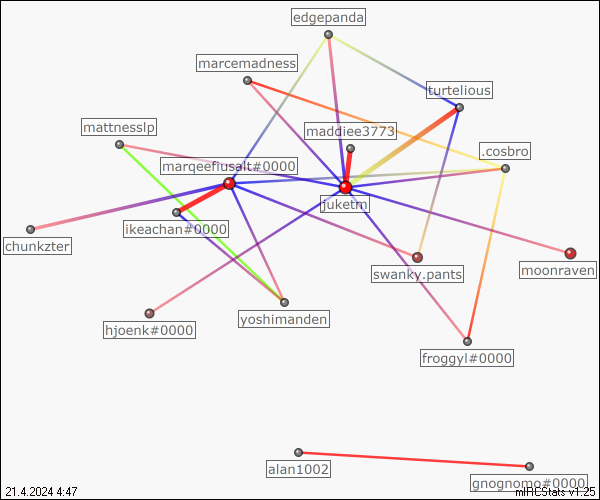 edgepanda
marcemadness
turtelious
mattnesslp
maddiee3773
.cosbro
marqeefiusalt#0000
juketm
ikeachan#0000
chunkzter
swanky.pants
moonraven
hjoenk#0000
yoshimanden
froggyl#0000
alan1002
gnognomo#0000
21.4.2024 4:47
mIRCStats v1.25